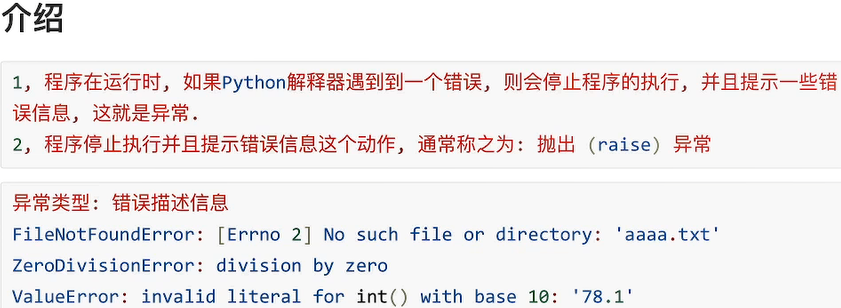 介绍
1, 程序在运行时, 如果Python解释器遇到到一个错误, 则会停止程序的执行, 并且提示一些错
误信息, 这就是异常.
2, 程序停止执行并且提示错误信息这个动作, 通常称之为: 抛出 (raise) 异常
异常类型: 错误描述信息
FileNotFoundError: [Errno 2] No such file or directory: 'aaaa.txt'
ZeroDivisionError: division by zero
ValueError: invalid literal for int() with base 10: '78.1'